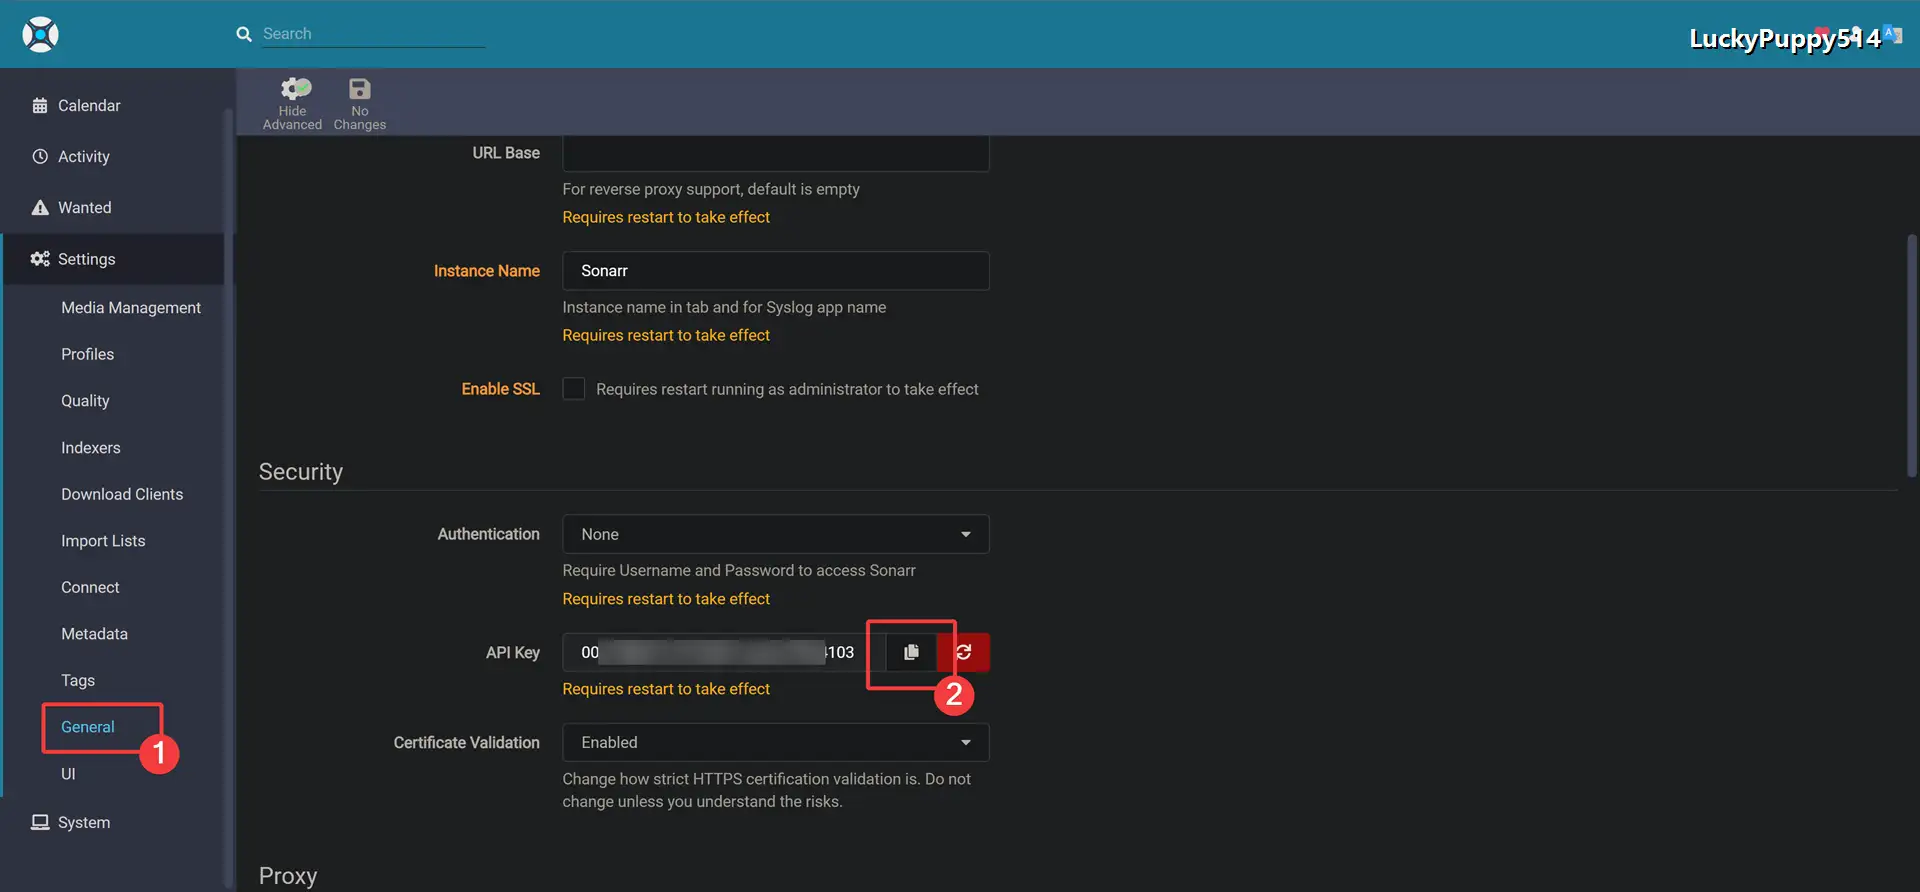 Search
LuckyPuppy514
Calendar
Activity
Wanted
Settings
Media Management
Profiles
Quality
Indexers
Download Clients
Import Lists
Connect
Metadata
Tags
General
1
UI
System
Hide
Advanced
No
Changes
URL Base
For reverse proxy support, default is empty
Requires restart to take effect
Instance Name
Sonarr
Instance name in tab and for Syslog app name
Requires restart to take effect
Enable SSL
Requires restart running as administrator to take effect
Security
Authentication
None
Require Username and Password to access Sonarr
Requires restart to take effect
API Key
00
103
2
Requires restart to take effect
Certificate Validation
Enabled
Change how strict HTTPS certification validation is. Do not
change unless you understand the risks.
Proxy